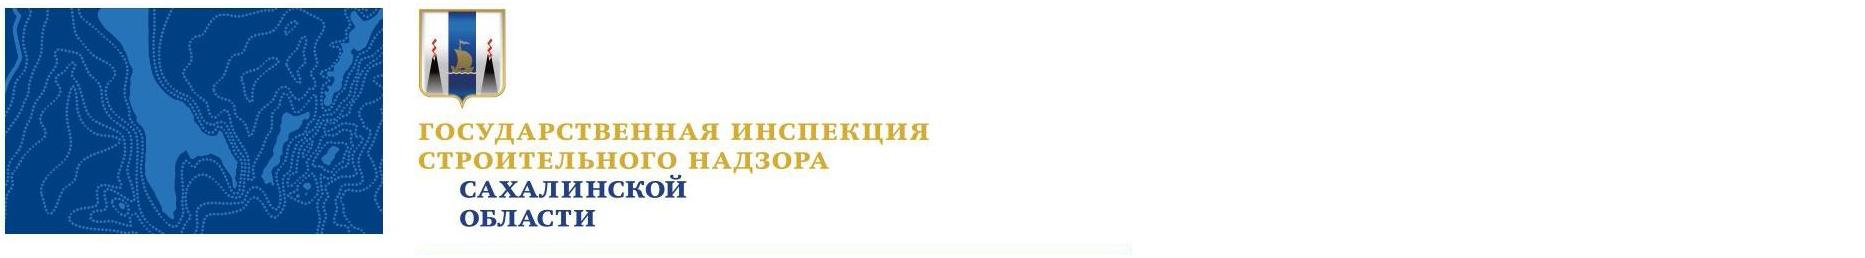 ГОСУДАРСТВЕННАЯ ИНСПЕКЦИЯ
СТРОИТЕЛЬНОГО НАДЗОРА
САХАЛИНСКОЙ
ОБЛАСТИ